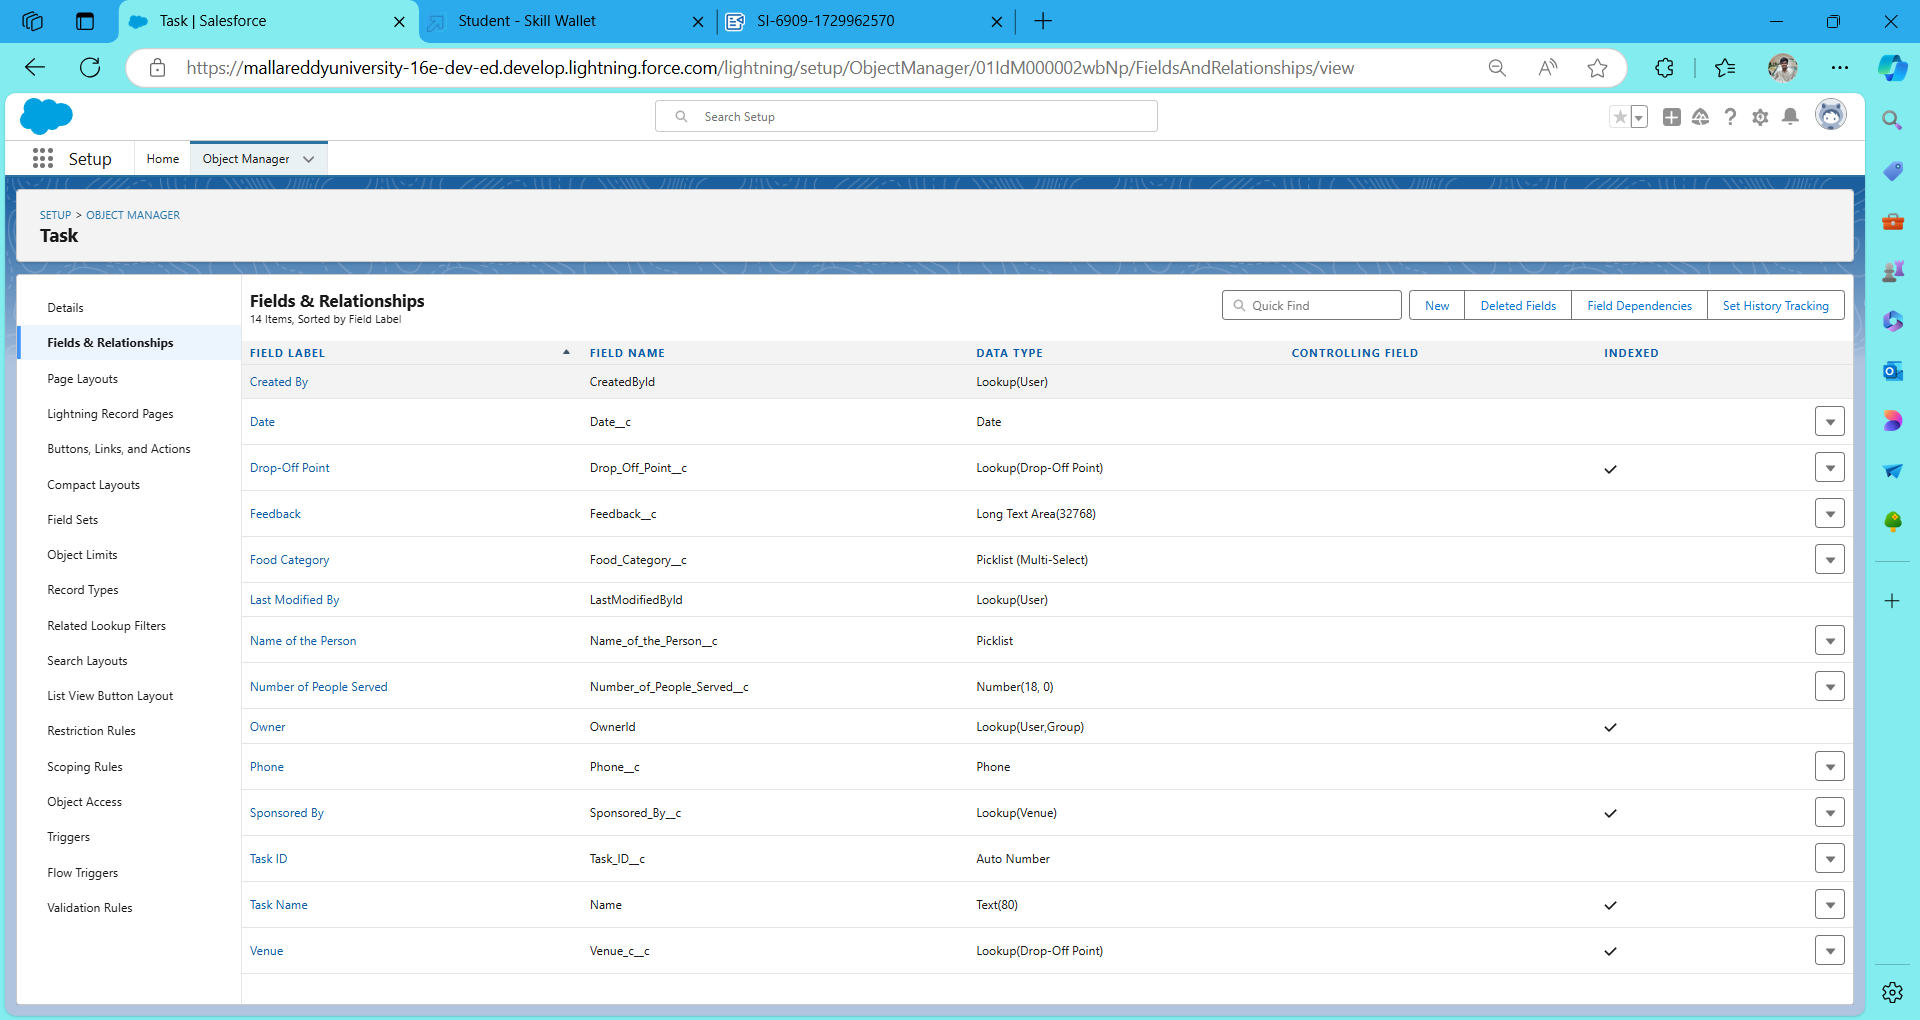 Task | Salesforce
Student - Skill Wallet
SI-6909-1729962570
https://mallareddyuniversity-16e-dev-ed.develop.lightning.force.com/lightning/setup/ObjectManager/01IdM000002wbNp/FieldsAndRelationships/view
Search Setup
Setup
Home
Object Manager
SETUP > OBJECT MANAGER
Task
Details
Fields & Relationships
Page Layouts
Lightning Record Pages
Buttons, Links, and Actions
Compact Layouts
Field Sets
Object Limits
Record Types
Related Lookup Filters
Search Layouts
List View Button Layout
Restriction Rules
Scoping Rules
Object Access
Triggers
Flow Triggers
Validation Rules
Fields & Relationships
14 Items, Sorted by Field Label
Quick Find
New
Deleted Fields
Field Dependencies
Set History Tracking
FIELD LABEL FIELD NAME DATA TYPE CONTROLLING FIELD INDEXED
Created By CreatedById Lookup(User)
Date Date__c Date
Drop-Off Point Drop_Off_Point__c Lookup(Drop-Off Point)
Feedback Feedback__c Long Text Area(32768)
Food Category Food_Category__c Picklist (Multi-Select)
Last Modified By LastModifiedById Lookup(User)
Name of the Person Name_of_the_Person__c Picklist
Number of People Served Number_of_People_Served__c Number(18, 0)
Owner OwnerId Lookup(User,Group)
Phone Phone__c Phone
Sponsored By Sponsored_By__c Lookup(Venue)
Task ID Task_ID__c Auto Number
Task Name Name Text(80)
Venue Venue_c__c Lookup(Drop-Off Point)